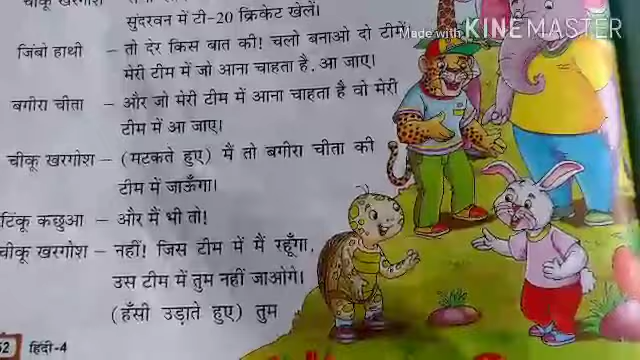 चीकू खरगोश
Made with KINEMASTER
सुंदरवन में टी-20 क्रिकेट खेलें।
जिंबो हाथी – तो देर किस बात की! चलो बनाओ दो टीमें।
मेरी टीम में जो आना चाहता है, आ जाए।
बगीरा चीता – और जो मेरी टीम में आना चाहता है वो मेरी
टीम में आ जाए।
चीकू खरगोश – (मटकते हुए) मैं तो बगीरा चीता की
टीम में जाऊँगा।
टिंकू कछुआ – और मैं भी तो!
चीकू खरगोश – नहीं! जिस टीम में मैं रहूँगा,
उस टीम में तुम नहीं जाओगे।
(हँसी उड़ाते हुए) तुम
52 हिंदी-4